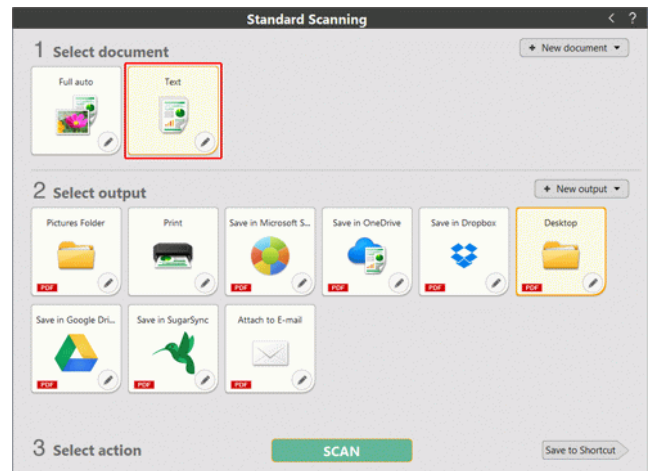 Standard Scanning < ?
1 Select document + New document
Full auto Text
2 Select output + New output
Pictures Folder Print Save in Microsoft S... Save in OneDrive Save in Dropbox Desktop
PDF PDF PDF PDF PDF
Save in Google Dri... Save in SugarSync Attach to E-mail
PDF PDF PDF
3 Select action SCAN Save to Shortcut